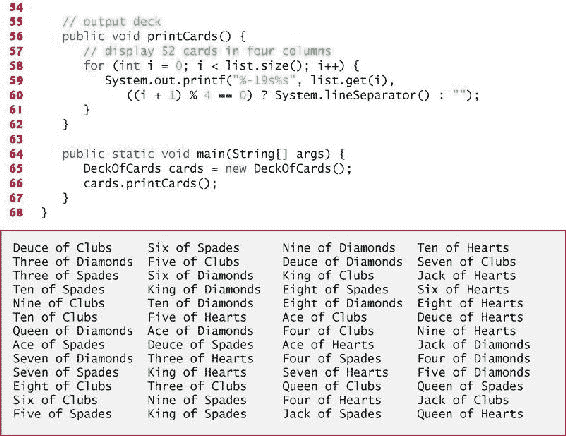 54
55 // output deck
56 public void printCards() {
57 // display 52 cards in four columns
58 for (int i = 0; i < list.size(); i++) {
59 System.out.printf("%-19s%s", list.get(i),
60 ((i + 1) % 4 == 0) ? System.lineSeparator() : "");
61 }
62 }
63
64 public static void main(String[] args) {
65 DeckOfCards cards = new DeckOfCards();
66 cards.printCards();
67 }
68 }
Deuce of Clubs Six of Spades Nine of Diamonds Ten of Hearts
Three of Diamonds Five of Clubs Deuce of Diamonds Seven of Clubs
Three of Spades Six of Diamonds King of Clubs Jack of Hearts
Ten of Spades King of Diamonds Eight of Spades Six of Hearts
Nine of Clubs Ten of Diamonds Eight of Diamonds Eight of Hearts
Ten of Clubs Five of Hearts Ace of Clubs Deuce of Hearts
Queen of Diamonds Ace of Diamonds Four of Clubs Nine of Hearts
Ace of Spades Deuce of Spades Ace of Hearts Jack of Diamonds
Seven of Diamonds Three of Hearts Four of Spades Four of Diamonds
Seven of Spades King of Hearts Seven of Hearts Five of Diamonds
Eight of Clubs Three of Clubs Queen of Clubs Queen of Spades
Six of Clubs Nine of Spades Four of Hearts Jack of Clubs
Five of Spades King of Spades Jack of Spades Queen of Hearts